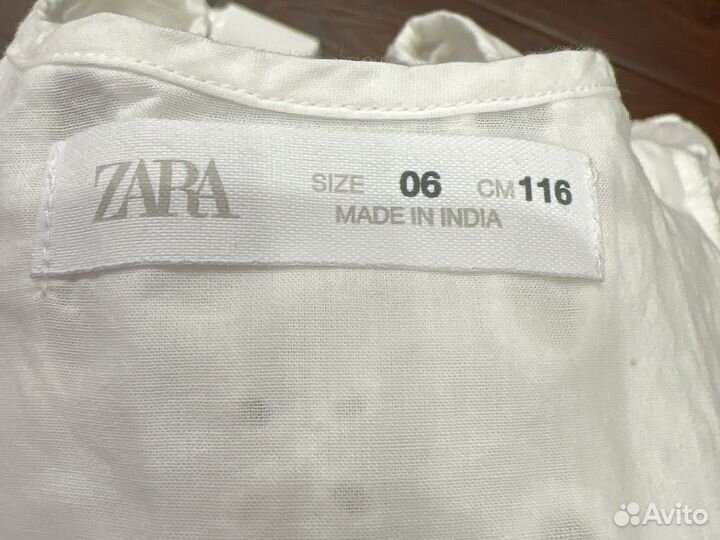 ZARA
SIZE 06 CM 116
MADE IN INDIA
Avito